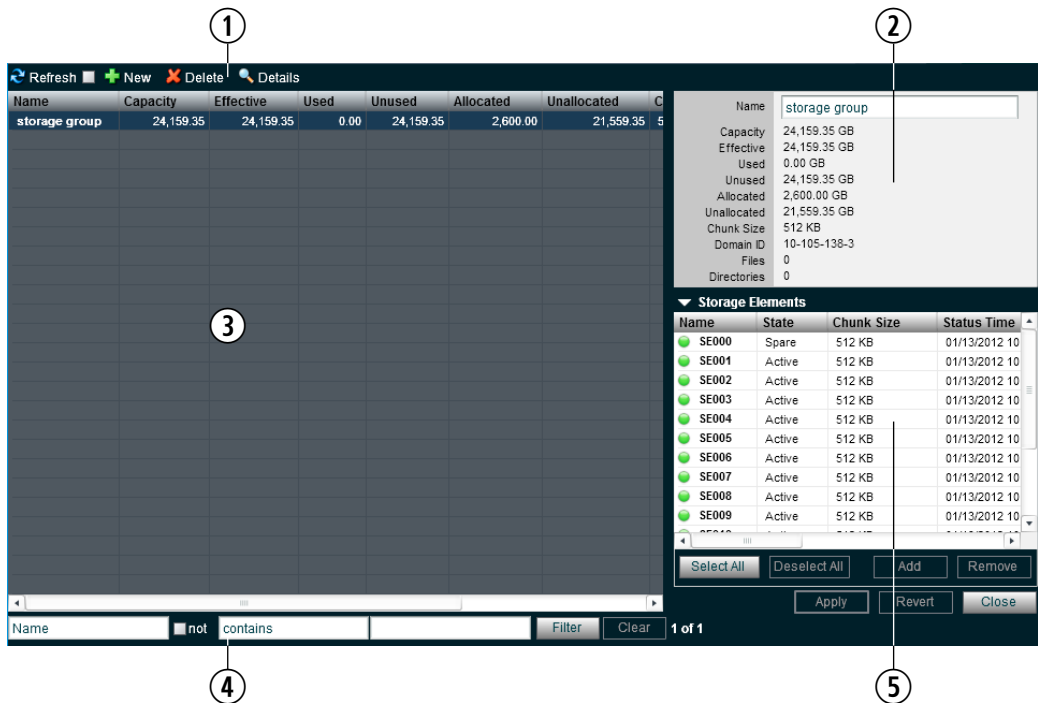 1 2
Refresh New Delete Details
Name Capacity Effective Used Unused Allocated Unallocated C
storage group 24,159.35 24,159.35 0.00 24,159.35 2,600.00 21,559.35 5
Name storage group
Capacity 24,159.35 GB
Effective 24,159.35 GB
Used 0.00 GB
Unused 24,159.35 GB
Allocated 2,600.00 GB
Unallocated 21,559.35 GB
Chunk Size 512 KB
Domain ID 10-105-138-3
Files 0
Directories 0
3
Storage Elements
Name State Chunk Size Status Time
SE000 Spare 512 KB 01/13/2012 10
SE001 Active 512 KB 01/13/2012 10
SE002 Active 512 KB 01/13/2012 10
SE003 Active 512 KB 01/13/2012 10
SE004 Active 512 KB 01/13/2012 10
SE005 Active 512 KB 01/13/2012 10
SE006 Active 512 KB 01/13/2012 10
SE007 Active 512 KB 01/13/2012 10
SE008 Active 512 KB 01/13/2012 10
SE009 Active 512 KB 01/13/2012 10
Select All Deselect All Add Remove
Apply Revert Close
Name not contains Filter Clear 1 of 1
4 5